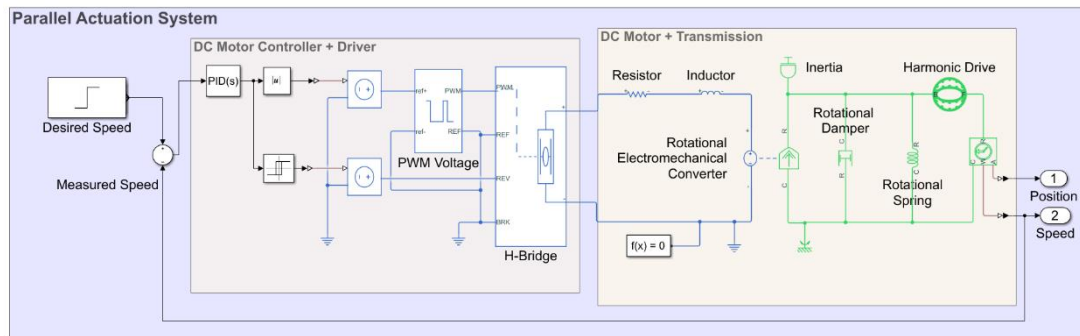 Parallel Actuation System
DC Motor Controller + Driver
DC Motor + Transmission
Desired Speed
Measured Speed
PID(s)
|u|
ref+
PWM
ref-
REF
PWM Voltage
PWM
REF
REV
BRK
H-Bridge
+
-
Resistor
Inductor
+
-
Rotational
Electromechanical
Converter
f(x) = 0
R
C
Inertia
Rotational
Damper
C
R
Rotational
Spring
R
C
Harmonic Drive
C
W
A
1
Position
2
Speed